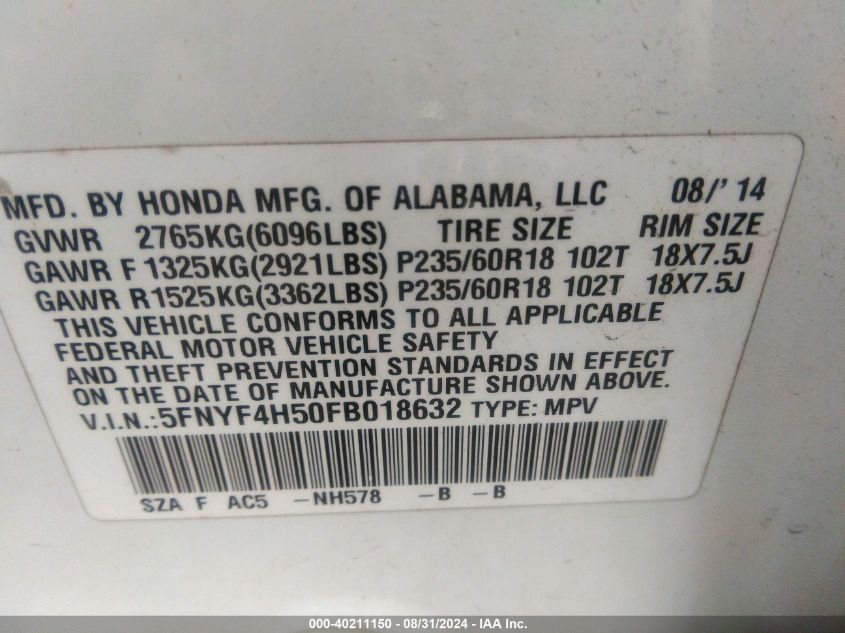 MFD. BY HONDA MFG. OF ALABAMA, LLC 08/' 14
GVWR 2765KG(6096LBS) TIRE SIZE RIM SIZE
GAWR F 1325KG(2921LBS) P235/60R18 102T 18X7.5J
GAWR R1525KG(3362LBS) P235/60R18 102T 18X7.5J
THIS VEHICLE CONFORMS TO ALL APPLICABLE
FEDERAL MOTOR VEHICLE SAFETY
AND THEFT PREVENTION STANDARDS IN EFFECT
ON THE DATE OF MANUFACTURE SHOWN ABOVE.
V.I.N.:5FNYF4H50FB018632 TYPE: MPV
SZA F AC5 -NH578 -B -B
000-40211150 - 08/31/2024 - IAA Inc.